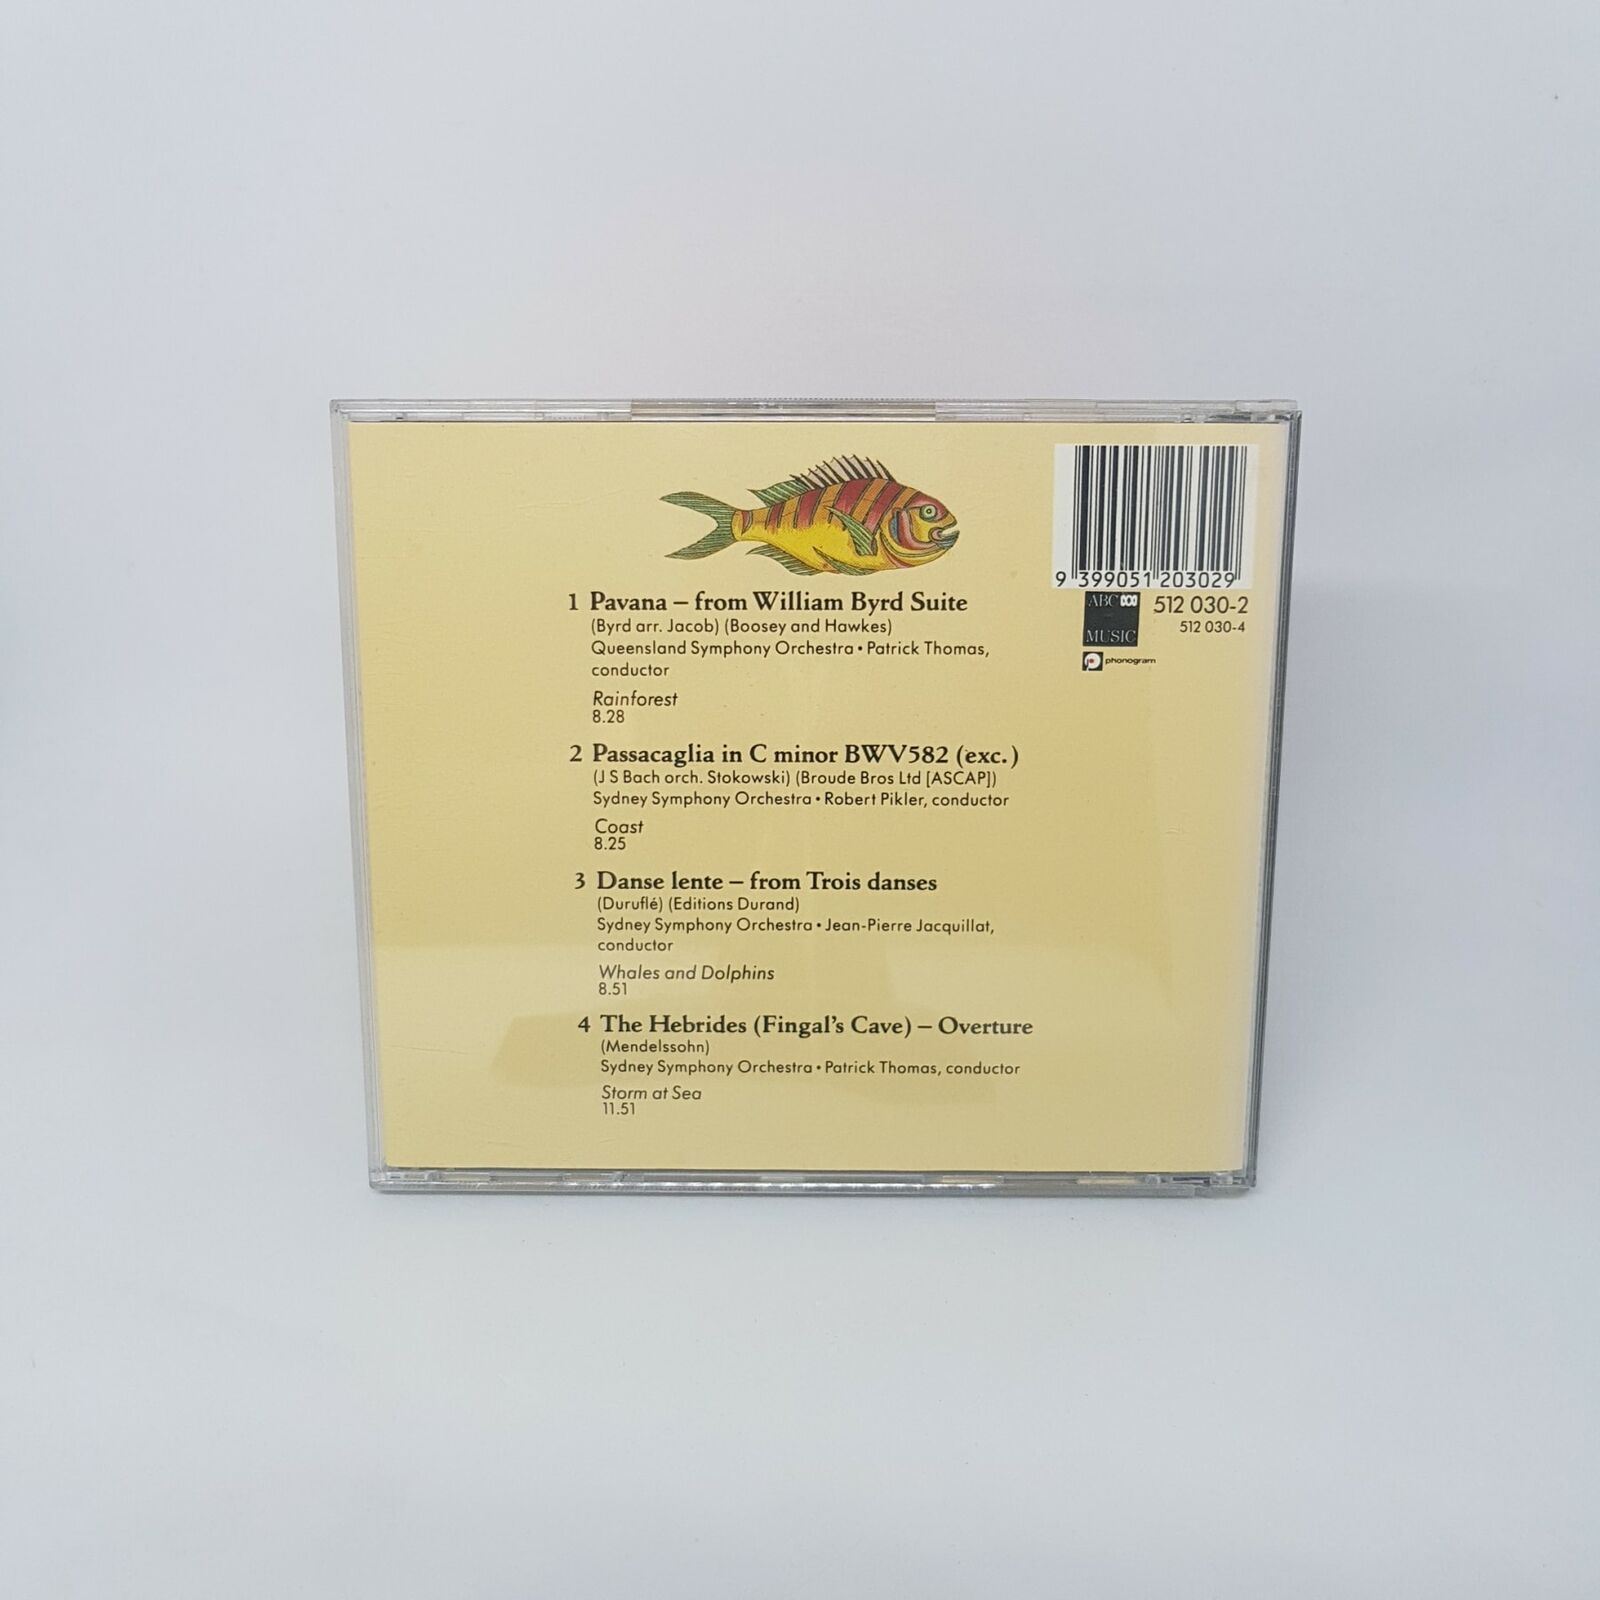 9 399051 203029
ABC
MUSIC
512 030-2
512 030-4
phonogram
1 Pavana – from William Byrd Suite
(Byrd arr. Jacob) (Boosey and Hawkes)
Queensland Symphony Orchestra • Patrick Thomas,
conductor
Rainforest
8.28
2 Passacaglia in C minor BWV582 (exc.)
(J S Bach orch. Stokowski) (Broude Bros Ltd [ASCAP])
Sydney Symphony Orchestra • Robert Pikler, conductor
Coast
8.25
3 Danse lente – from Trois danses
(Duruflé) (Editions Durand)
Sydney Symphony Orchestra • Jean-Pierre Jacquillat,
conductor
Whales and Dolphins
8.51
4 The Hebrides (Fingal's Cave) – Overture
(Mendelssohn)
Sydney Symphony Orchestra • Patrick Thomas, conductor
Storm at Sea
11.51